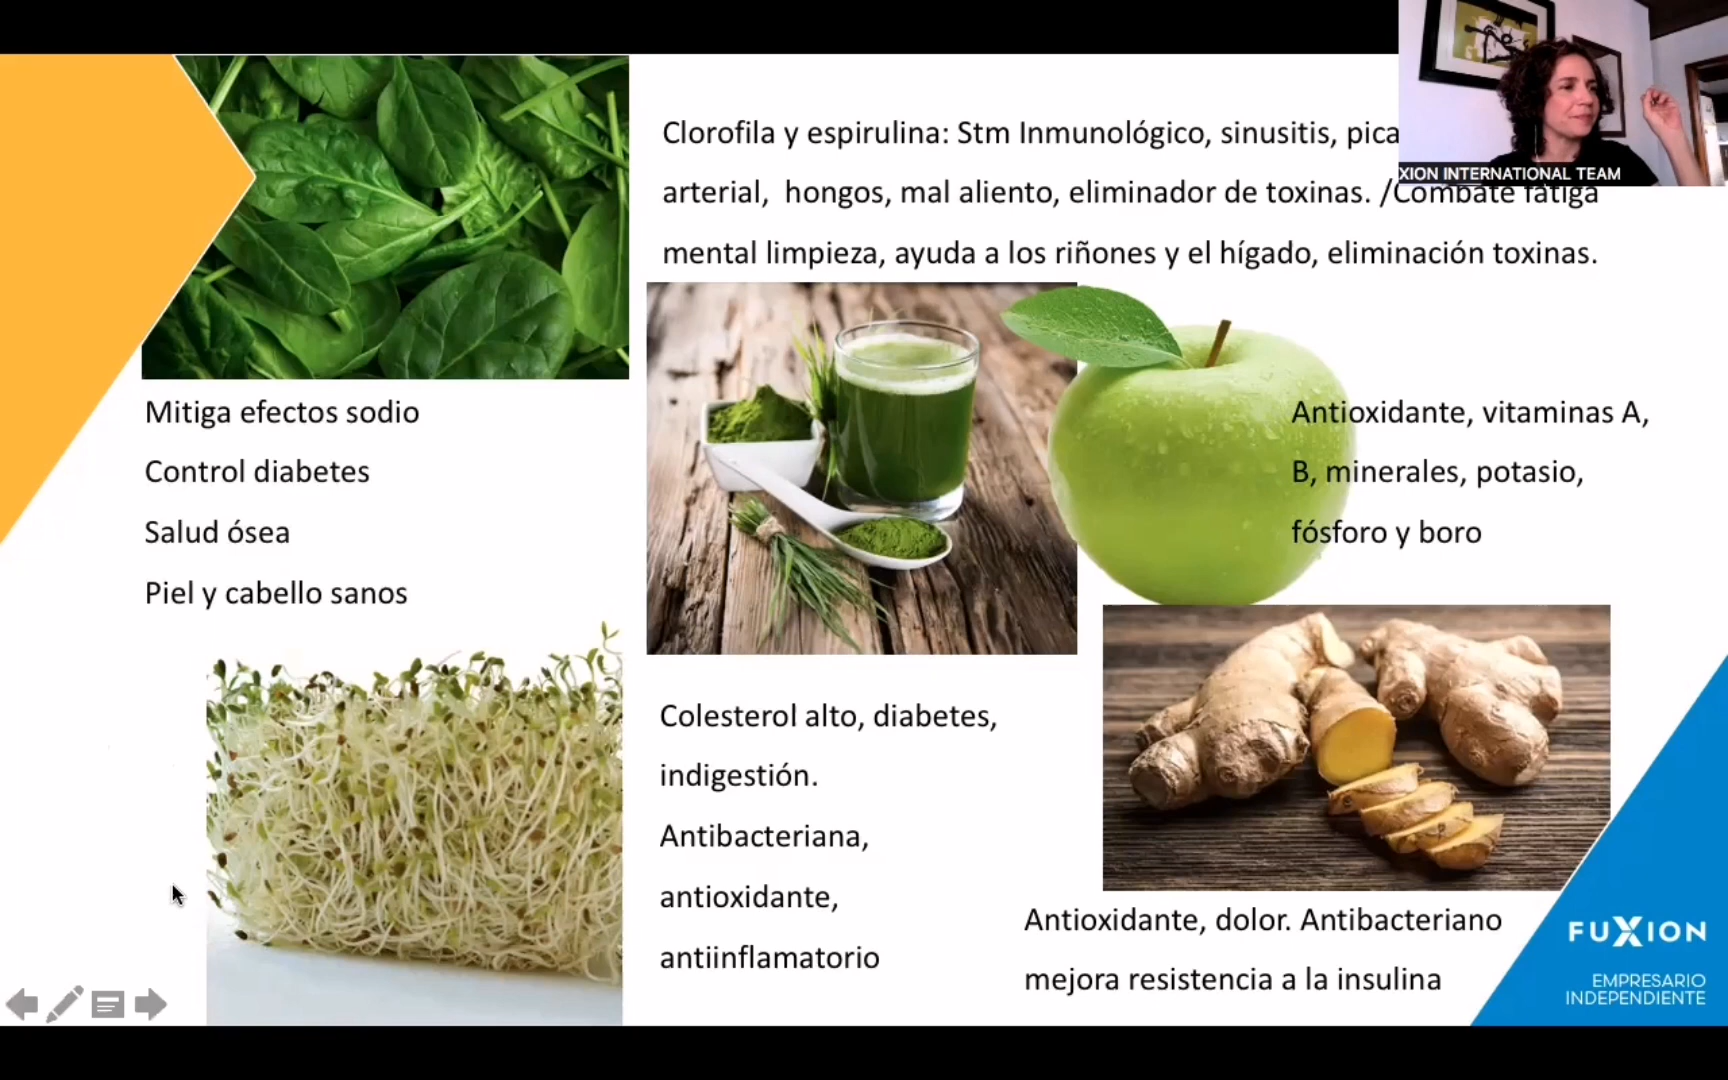 Clorofila y espirulina: Stm Inmunológico, sinusitis,
arterial, hongos, mal aliento, eliminador de toxinas. /Combate fatiga
mental limpieza, ayuda a los riñones y el hígado, eliminación toxinas.
XION INTERNATIONAL TEAM
Mitiga efectos sodio
Control diabetes
Salud ósea
Piel y cabello sanos
Antioxidante, vitaminas A,
B, minerales, potasio,
fósforo y boro
Colesterol alto, diabetes,
indigestión.
Antibacteriana,
antioxidante,
antiinflamatorio
Antioxidante, dolor. Antibacteriano
mejora resistencia a la insulina
FUXION
EMPRESARIO
INDEPENDIENTE